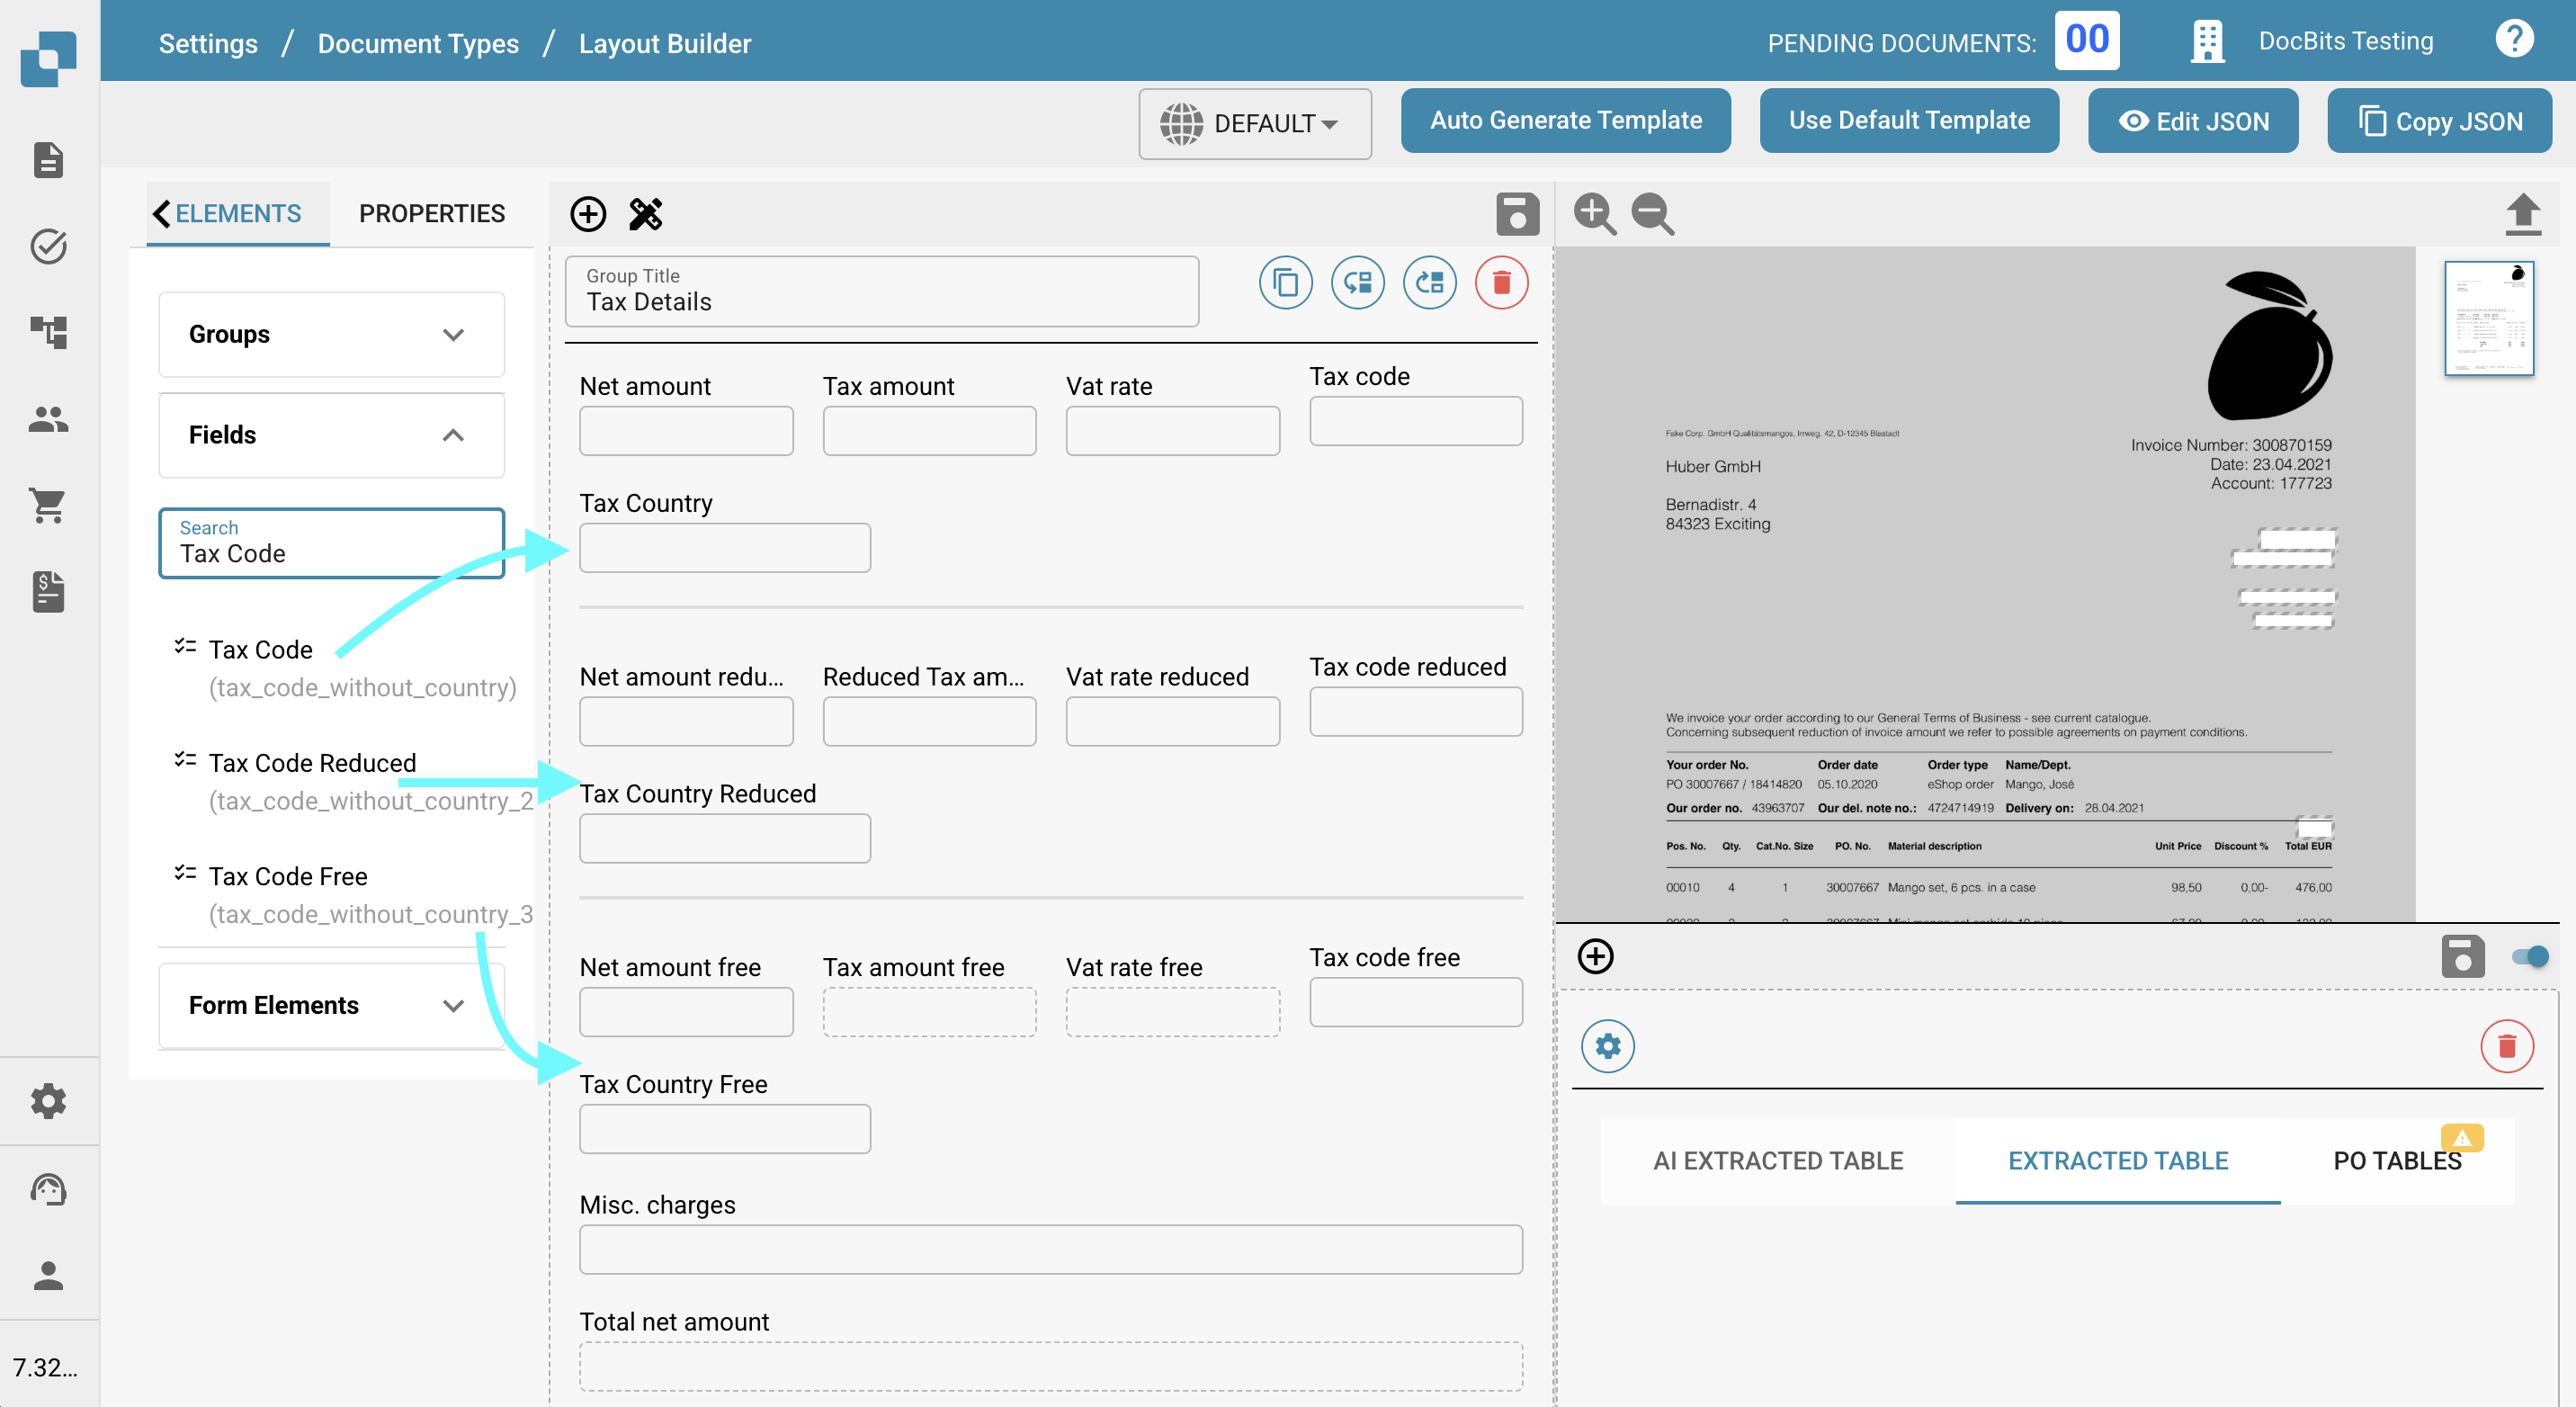 Settings / Document Types / Layout Builder
PENDING DOCUMENTS: 00
DocBits Testing
?
DEFAULT
Auto Generate Template
Use Default Template
Edit JSON
Copy JSON
ELEMENTS
PROPERTIES
Groups
Fields
Search
Tax Code
Tax Code
(tax_code_without_country)
Tax Code Reduced
(tax_code_without_country_2
Tax Code Free
(tax_code_without_country_3
Form Elements
7.32...
Group Title
Tax Details
Net amount
Tax amount
Vat rate
Tax code
Tax Country
Net amount redu...
Reduced Tax am...
Vat rate reduced
Tax code reduced
Tax Country Reduced
Net amount free
Tax amount free
Vat rate free
Tax code free
Tax Country Free
Misc. charges
Total net amount
Fake Corp. GmbH Qualitätsmangos, Irrweg. 42, D-12345 Blastadt
Huber GmbH
Bernadistr. 4
84323 Exciting
Invoice Number: 300870159
Date: 23.04.2021
Account: 177723
We invoice your order according to our General Terms of Business - see current catalogue.
Concerning subsequent reduction of invoice amount we refer to possible agreements on payment conditions.
Your order No. Order date Order type Name/Dept.
PO 30007667 / 18414820 05.10.2020 eShop order Mango, José
Our order no. 43963707 Our del. note no.: 4724714919 Delivery on: 28.04.2021
Pos. No. Qty. Cat.No. Size PO. No. Material description Unit Price Discount % Total EUR
00010 4 1 30007667 Mango set, 6 pcs. in a case 98,50 0,00- 476,00
AI EXTRACTED TABLE
EXTRACTED TABLE
PO TABLES